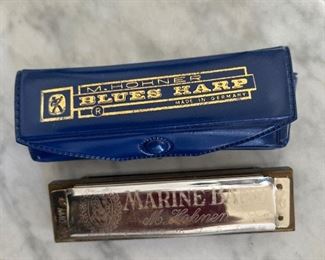 M. HOHNER
BLUES HARP
® MADE IN GERMANY
MARINE BA
M. Hohner